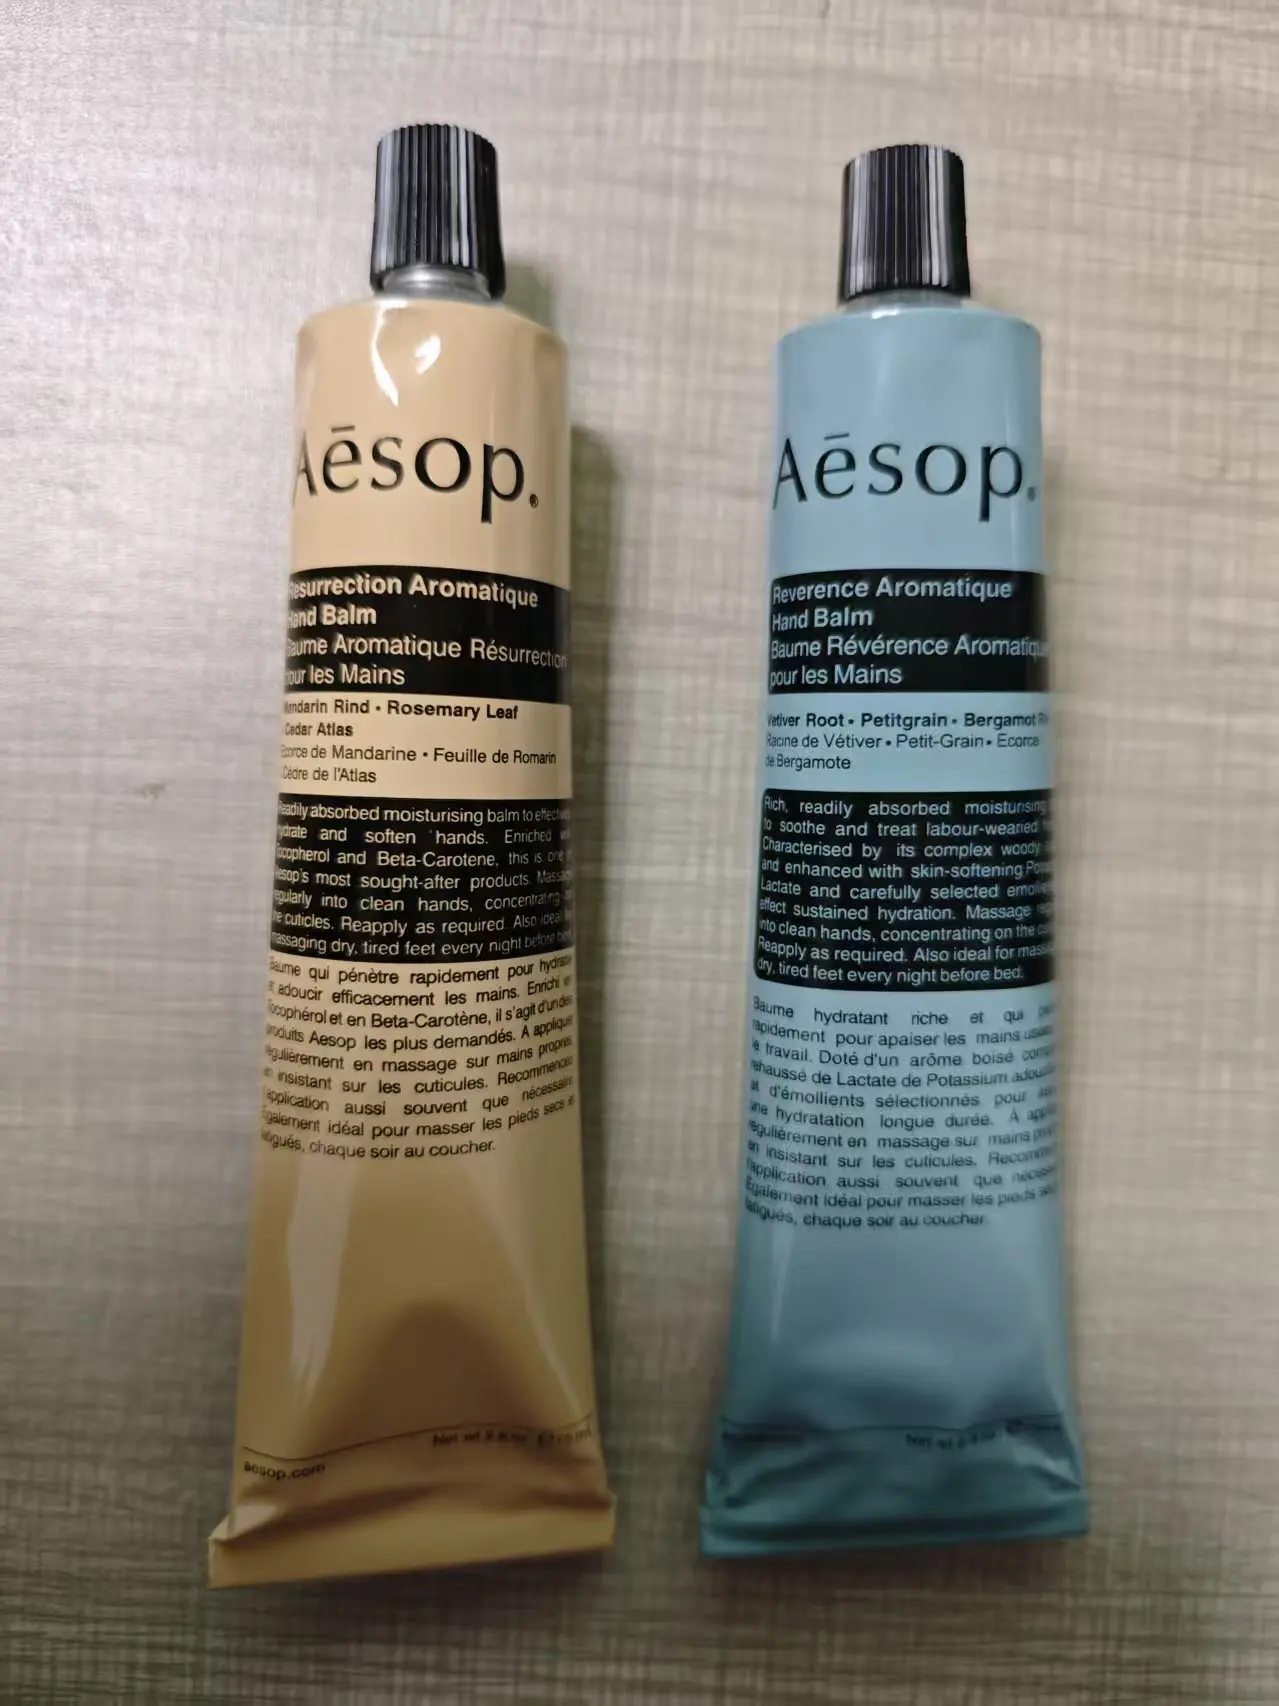 Aēsop.®
Resurrection Aromatique
Hand Balm
Baume Aromatique Résurrection
pour les Mains
Mandarin Rind • Rosemary Leaf
Cedar Atlas
Ecorce de Mandarine • Feuille de Romarin
Cèdre de l'Atlas
Readily absorbed moisturising balm to
hydrate and soften hands. Enriched
Tocopherol and Beta-Carotene, this is one
Aesop's most sought-after products. Massage
regularly into clean hands, concentrating
the cuticles. Reapply as required. Also ideal
massaging dry, tired feet every night before bed.
Baume qui pénètre rapidement pour
adoucir efficacement les mains. Enrichi
Tocophérol et en Beta-Carotène, il s'agit d'un des
produits Aesop les plus demandés. A appliquer
régulièrement en massage sur mains propres
en insistant sur les cuticules. Recommencez
l'application aussi souvent que nécessaire
Également idéal pour masser les pieds secs
fatigués, chaque soir au coucher.
Net wt
aesop.com
Aēsop.®
Reverence Aromatique
Hand Balm
Baume Révérence Aromatique
pour les Mains
Vetiver Root • Petitgrain • Bergamot
Racine de Vétiver • Petit-Grain • Ecorce
de Bergamote
Rich, readily absorbed moisturising
to soothe and treat labour-wearied
Characterised by its complex woody
and enhanced with skin-softening
Lactate and carefully selected
effect sustained hydration. Massage
into clean hands, concentrating on the
Reapply as required. Also ideal for
dry, tired feet every night before bed.
Baume hydratant riche et qui
rapidement pour apaiser les mains
le travail. Doté d'un arôme boisé
rehaussé de Lactate de Potassium
et d'émollients sélectionnés pour
une hydratation longue durée. À
régulièrement en massage sur mains
en insistant sur les cuticules.
l'application aussi souvent que
Également idéal pour masser les pieds
fatigués, chaque soir au coucher.
Net wt